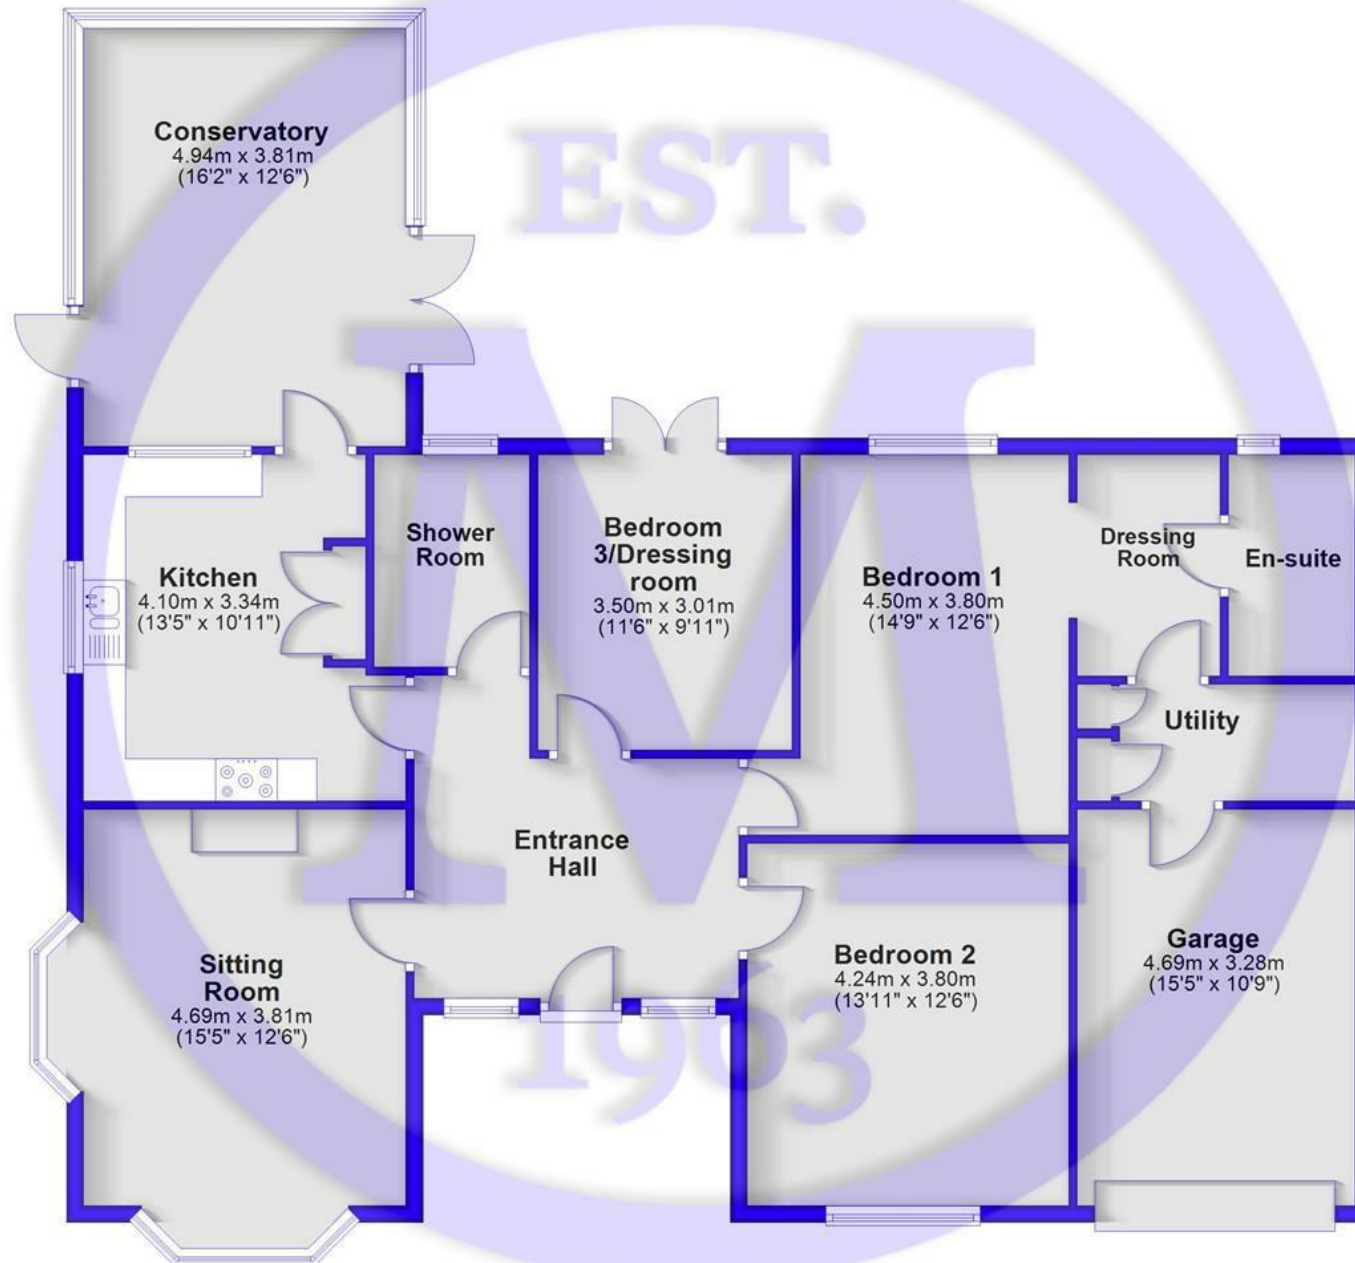 EST.
Conservatory
4.94m x 3.81m
(16'2" x 12'6")
Kitchen
4.10m x 3.34m
(13'5" x 10'11")
Shower
Room
Bedroom
3/Dressing
room
3.50m x 3.01m
(11'6" x 9'11")
Bedroom 1
4.50m x 3.80m
(14'9" x 12'6")
Dressing
Room
En-suite
Utility
Entrance
Hall
Sitting
Room
4.69m x 3.81m
(15'5" x 12'6")
Bedroom 2
4.24m x 3.80m
(13'11" x 12'6")
Garage
4.69m x 3.28m
(15'5" x 10'9")
M
1963